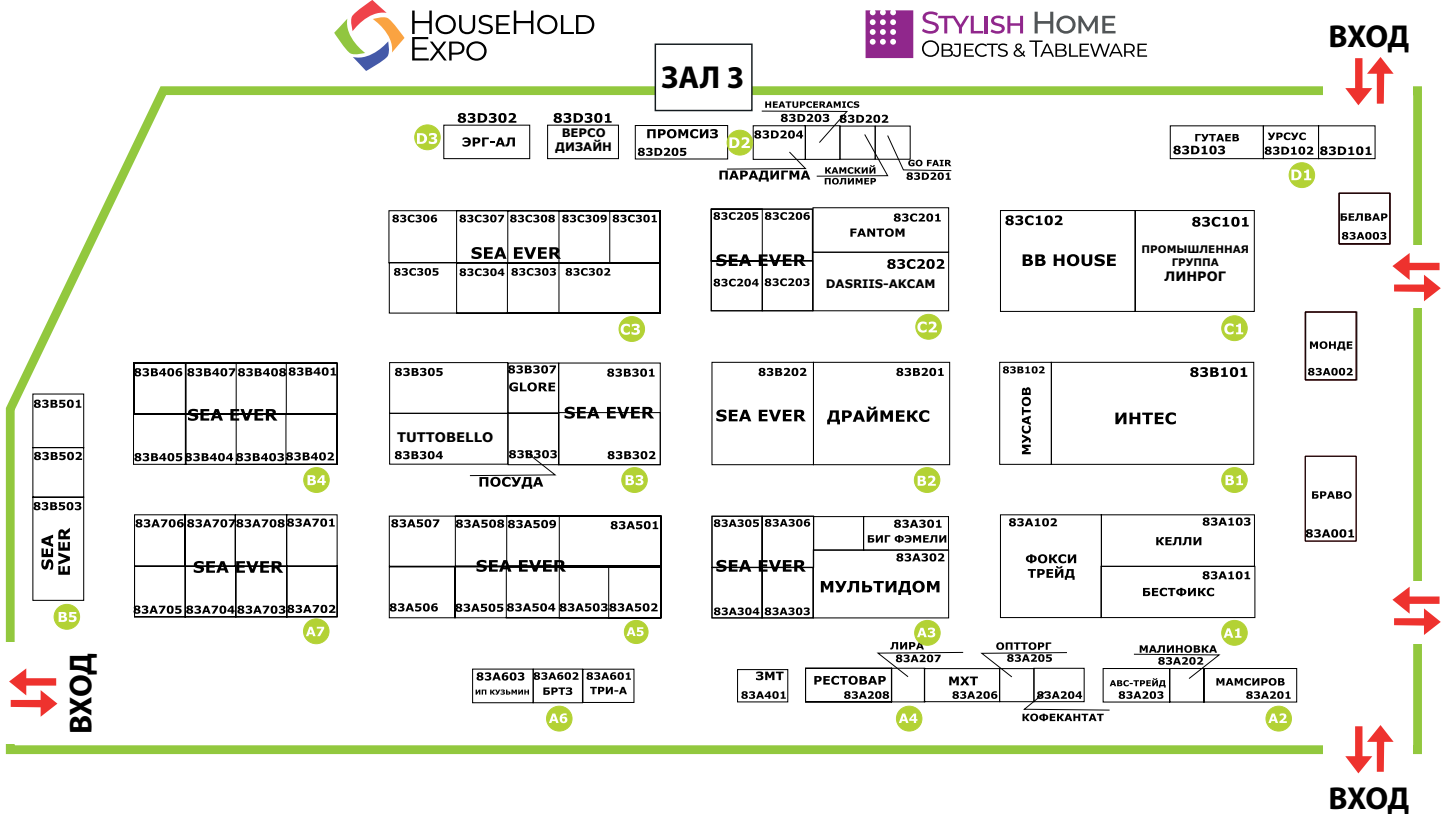 HOUSEHOLD
EXPO
STYLISH HOME
OBJECTS & TABLEWARE
ЗАЛ 3
ВХОД
83D302
ЭРГ-АЛ
D3
83D301
ВЕРСО
ДИЗАЙН
ПРОМСИЗ
83D205
D2
HEATUPCERAMICS
83D203
83D202
83D204
ПАРАДИГМА
КАМСКИЙ
ПОЛИМЕР
GO FAIR
83D201
ГУТАЕВ
83D103
УРСУС
83D102
83D101
D1
БЕЛВАР
83A003
83C306
83C307
83C308
83C309
83C301
SEA EVER
83C305
83C304
83C303
83C302
C3
83C205
83C206
SEA EVER
83C204
83C203
83C201
FANTOM
83C202
DASRIIS-АКСАМ
C2
83C102
BB HOUSE
83C101
ПРОМЫШЛЕННАЯ
ГРУППА
ЛИНРОГ
C1
МОНДЕ
83A002
83B501
83B502
83B503
SEA
EVER
B5
83B406
83B407
83B408
83B401
SEA EVER
83B405
83B404
83B403
83B402
B4
83B305
TUTTOBELLO
83B304
83B307
GLORE
83B303
ПОСУДА
83B301
SEA EVER
83B302
B3
83B202
SEA EVER
83B201
ДРАЙМЕКС
B2
83B102
МУСАТОВ
83B101
ИНТЕС
B1
БРАВО
83A001
83A706
83A707
83A708
83A701
SEA EVER
83A705
83A704
83A703
83A702
A7
83A507
83A508
83A509
83A501
SEA EVER
83A506
83A505
83A504
83A503
83A502
A5
83A305
83A306
SEA EVER
83A304
83A303
83A301
БИГ ФЭМЕЛИ
83A302
МУЛЬТИДОМ
A3
83A102
ФОКСИ
ТРЕЙД
83A103
КЕЛЛИ
83A101
БЕСТФИКС
A1
ВХОД
83A603
ИП КУЗЬМИН
83A602
БРТЗ
83A601
ТРИ-А
A6
ЗМТ
83A401
РЕСТОВАР
83A208
ЛИРА
83A207
МХТ
83A206
ОПТТОРГ
83A205
83A204
КОФЕКАНТАТ
A4
АВС-ТРЕЙД
83A203
МАЛИНОВКА
83A202
МАМСИРОВ
83A201
A2
ВХОД